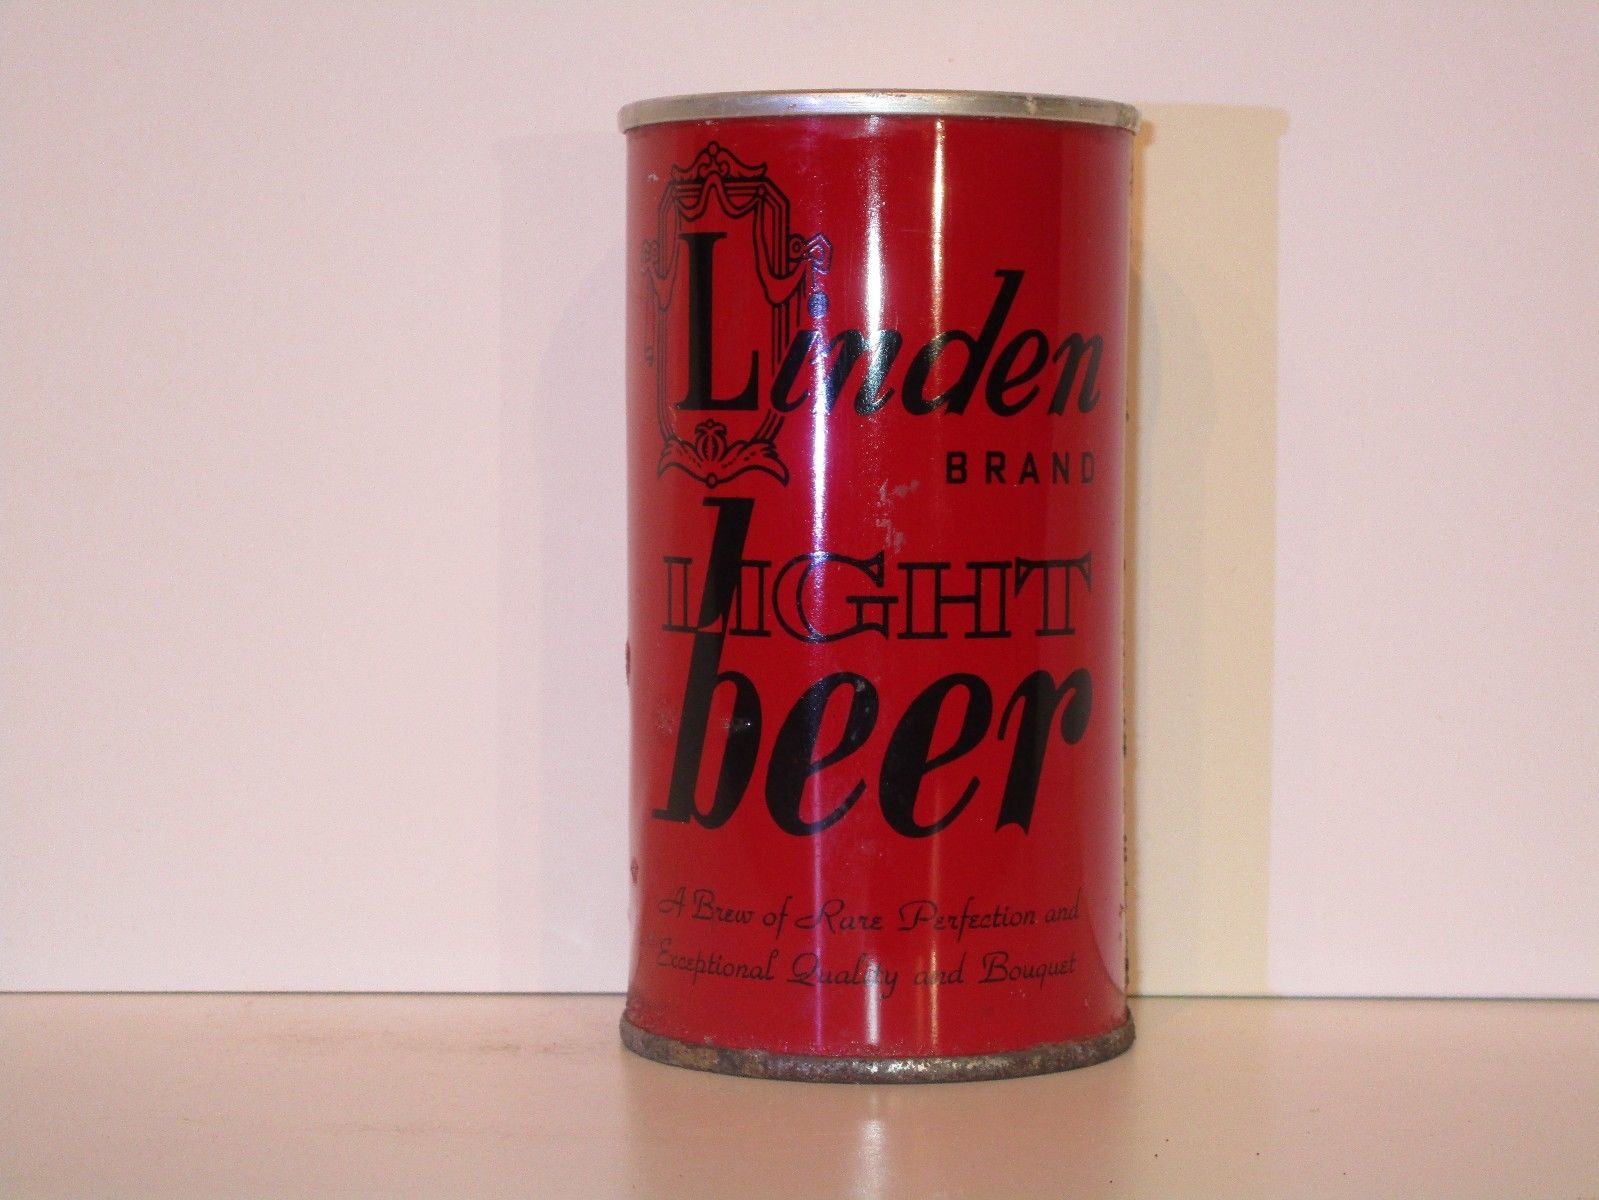 Linden
BRAND
LIGHT
beer
A Brew of Rare Perfection and
Exceptional Quality and Bouquet